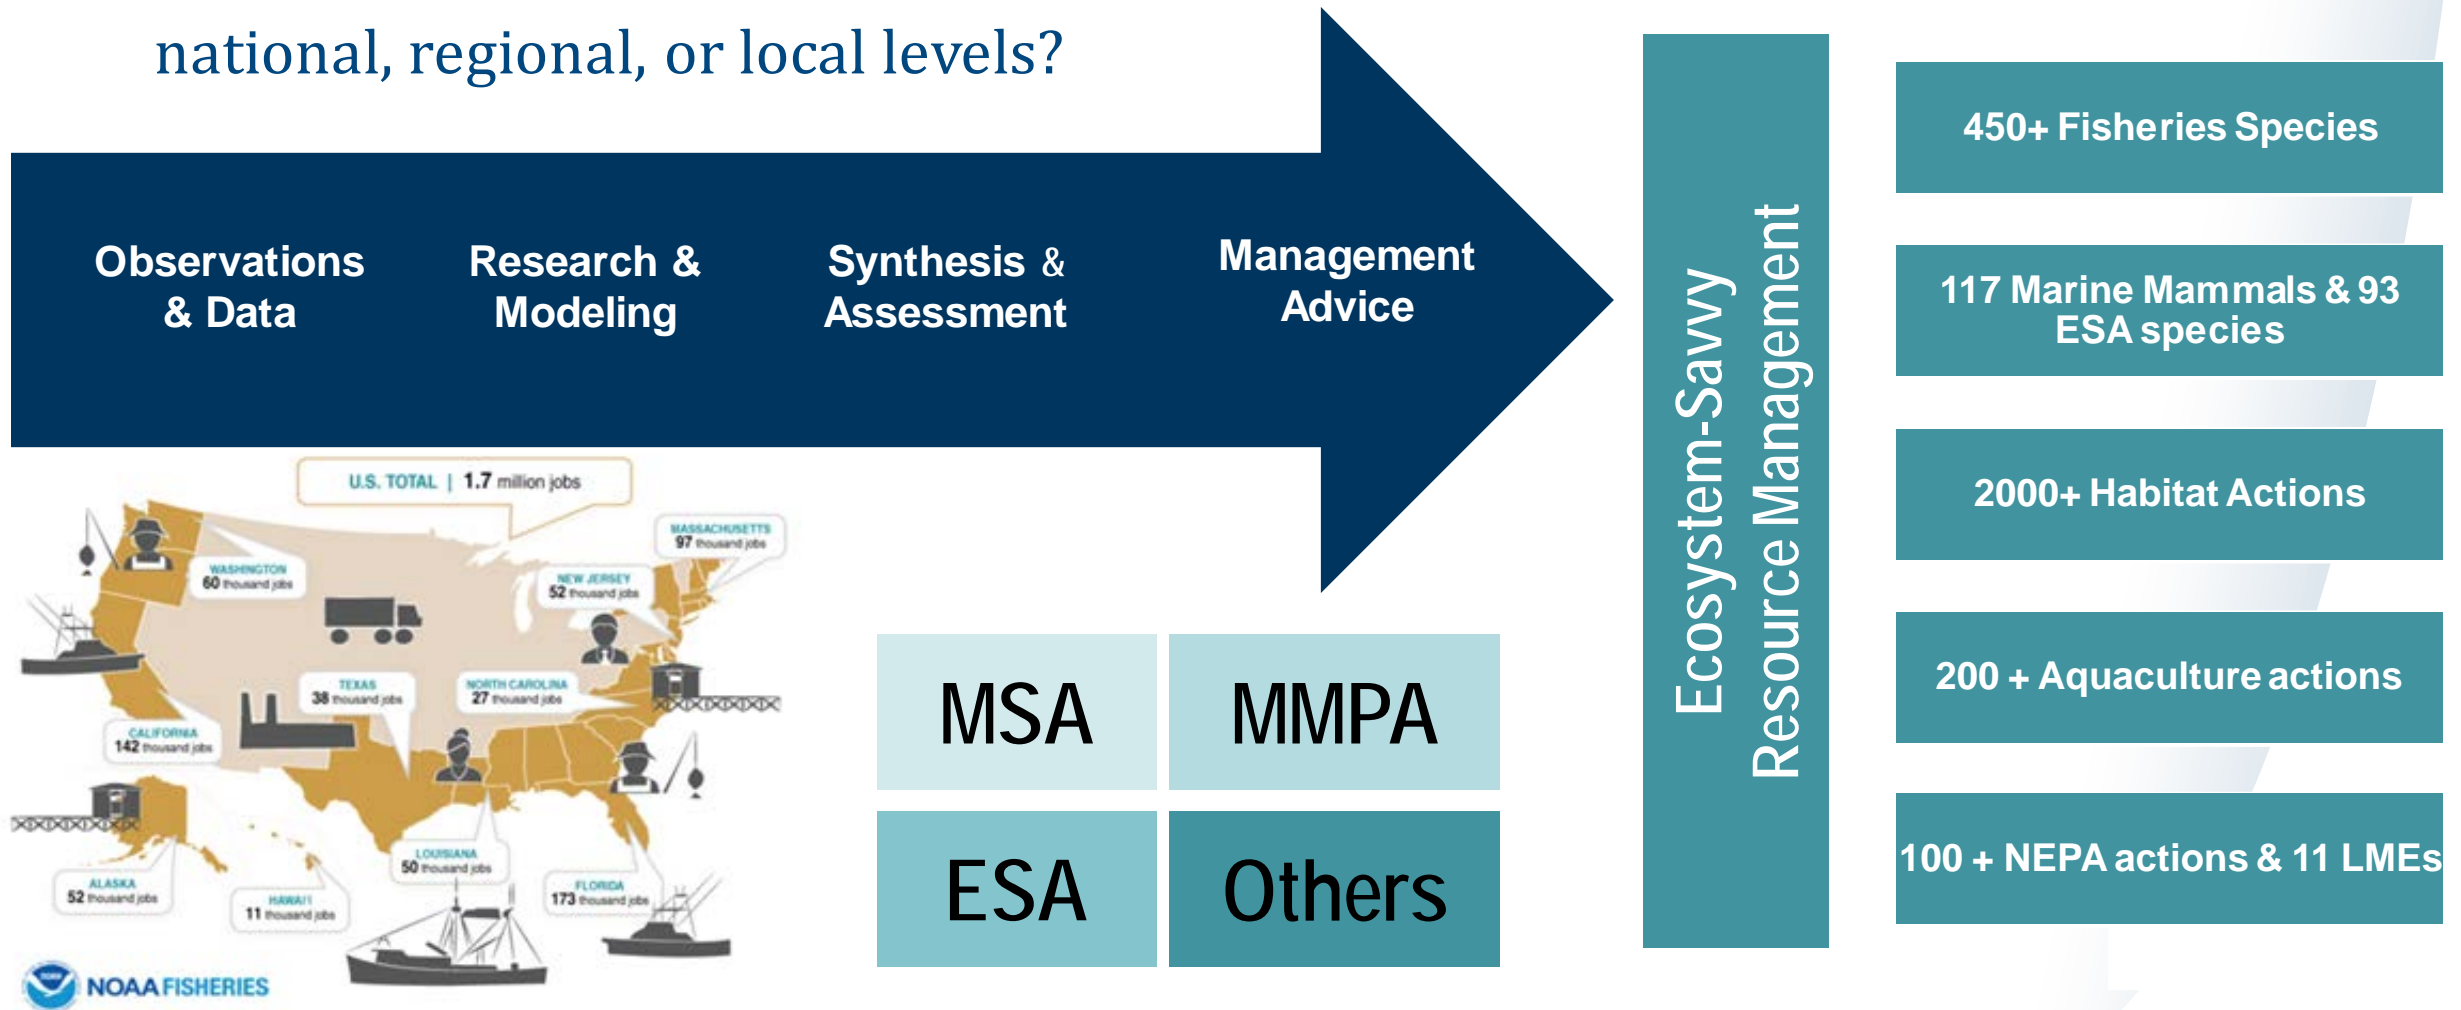 national, regional, or local levels?
Observations
& Data
Research &
Modeling
Synthesis &
Assessment
Management
Advice
Ecosystem-Savvy
Resource Management
450+ Fisheries Species
117 Marine Mammals & 93
ESA species
2000+ Habitat Actions
200 + Aquaculture actions
100 + NEPA actions & 11 LMEs
U.S. TOTAL | 1.7 million jobs
MASSACHUSETTS
97 thousand jobs
WASHINGTON
60 thousand jobs
NEW JERSEY
52 thousand jobs
TEXAS
38 thousand jobs
NORTH CAROLINA
27 thousand jobs
CALIFORNIA
142 thousand jobs
LOUISIANA
50 thousand jobs
ALASKA
52 thousand jobs
HAWAI'I
11 thousand jobs
FLORIDA
173 thousand jobs
NOAA FISHERIES
MSA
MMPA
ESA
Others